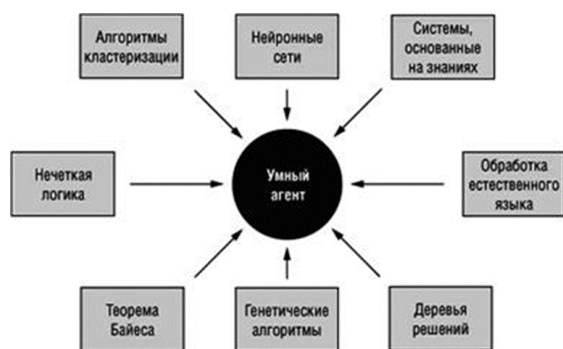 Алгоритмы
кластеризации
Нейронные
сети
Системы,
основанные
на знаниях
Нечеткая
логика
Умный
агент
Обработка
естественного
языка
Теорема
Байеса
Генетические
алгоритмы
Деревья
решений